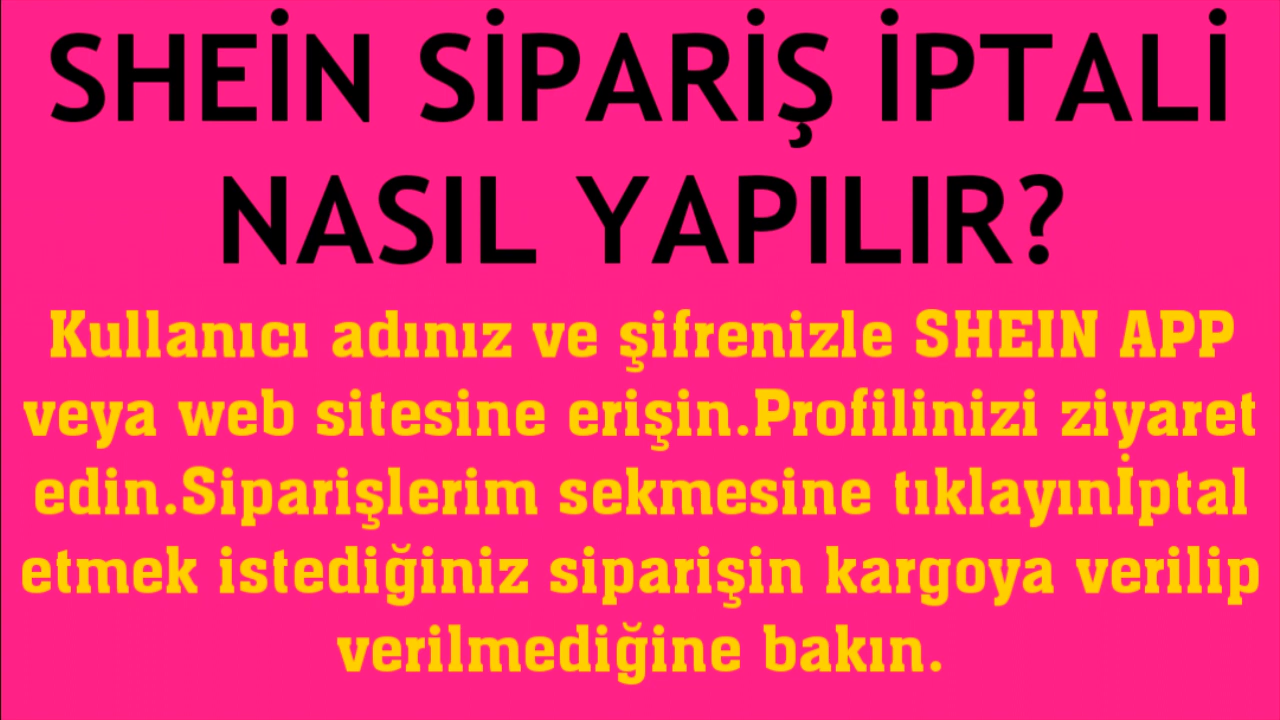 SHEİN SİPARİŞ İPTALİ
NASIL YAPILIR?
Kullanıcı adınız ve şifrenizle SHEIN APP
veya web sitesine erişin.Profilinizi ziyaret
edin.Siparişlerim sekmesine tıklayınİptal
etmek istediğiniz siparişin kargoya verilip
verilmediğine bakın.